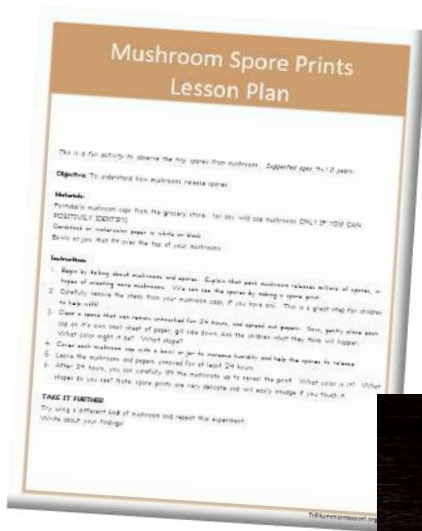 Mushroom Spore Prints
Lesson Plan
This is a fun activity to observe the tiny spores from mushrooms. Suggested ages 4-10 years.
Objective: To understand how mushrooms release spores.
Materials:
Portobello mushroom caps from the grocery store. (or any wild cap mushrooms ONLY IF YOU CAN
POSITIVELY IDENTIFY)
Cardstock or watercolor paper in white or black
Bowls or jars that fit over the top of your mushrooms
Instructions:
1. Begin by talking about mushrooms and spores. Explain that each mushroom releases millions of spores, in
hopes of creating more mushrooms. We can see the spores by making a spore print.
2. Carefully remove the stems from your mushroom caps, if you have any. This is a great step for children
to help with!
3. Clear a space that can remain untouched for 24 hours, and spread out papers. Now, gently place each
cap on it's own small sheet of paper, gill side down. Ask the children what they think will happen.
What color might it be? What shape?
4. Cover each mushroom cap with a bowl or jar to increase humidity and help the spores to release.
5. Leave the mushrooms and papers unmoved for at least 24 hours.
6. After 24 hours, you can carefully lift the mushrooms up to reveal the print. What color is it? What
shapes do you see? Note: spore prints are very delicate and will easily smudge if you touch it.
TAKE IT FURTHER
Try using a different kind of mushroom and repeat this experiment.
Write about your findings!
Trilliummontessori.org